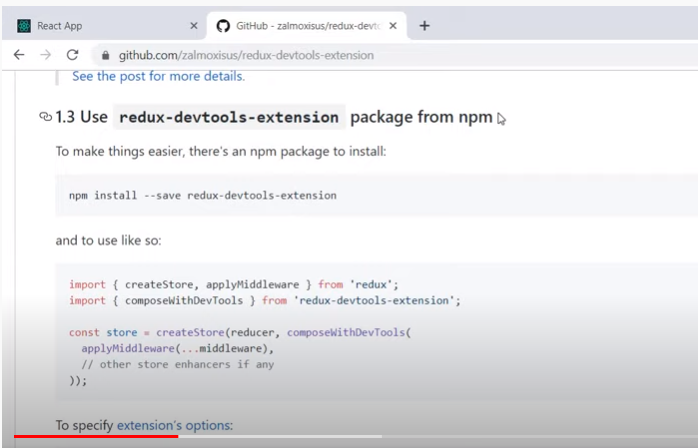 React App
GitHub - zalmoxisus/redux-devto
github.com/zalmoxisus/redux-devtools-extension
See the post for more details.
1.3 Use redux-devtools-extension package from npm
To make things easier, there's an npm package to install:
npm install --save redux-devtools-extension
and to use like so:
import { createStore, applyMiddleware } from 'redux';
import { composeWithDevTools } from 'redux-devtools-extension';
const store = createStore(reducer, composeWithDevTools(
applyMiddleware(...middleware),
// other store enhancers if any
));
To specify extension's options: